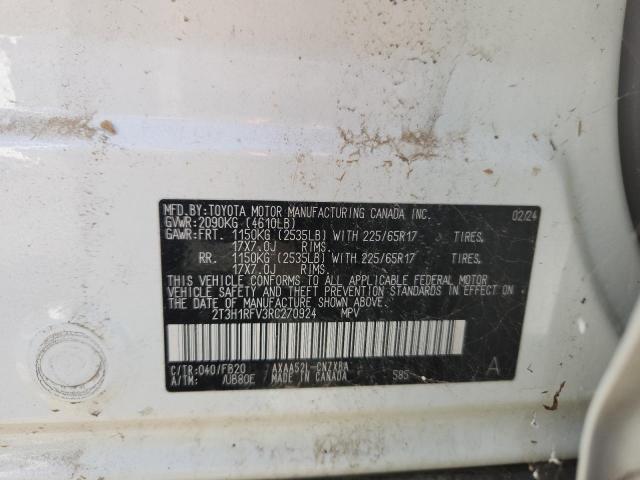 MFD.BY:TOYOTA MOTOR MANUFACTURING CANADA INC. 02/24
GVWR:2090KG (4610LB)
GAWR:FRT. 1150KG (2535LB) WITH 225/65R17 TIRES,
17X7.0J RIMS.
RR. 1150KG (2535LB) WITH 225/65R17 TIRES,
17X7.0J RIMS.
THIS VEHICLE CONFORMS TO ALL APPLICABLE FEDERAL MOTOR
VEHICLE SAFETY AND THEFT PREVENTION STANDARDS IN
EFFECT ON THE DATE OF MANUFACTURE SHOWN ABOVE.
2T3H1RFV3RC270924 MPV
C/TR:040/FB20 AXAA52L-CNZXBA
A/TM: /UB80E MADE IN CANADA 585 A